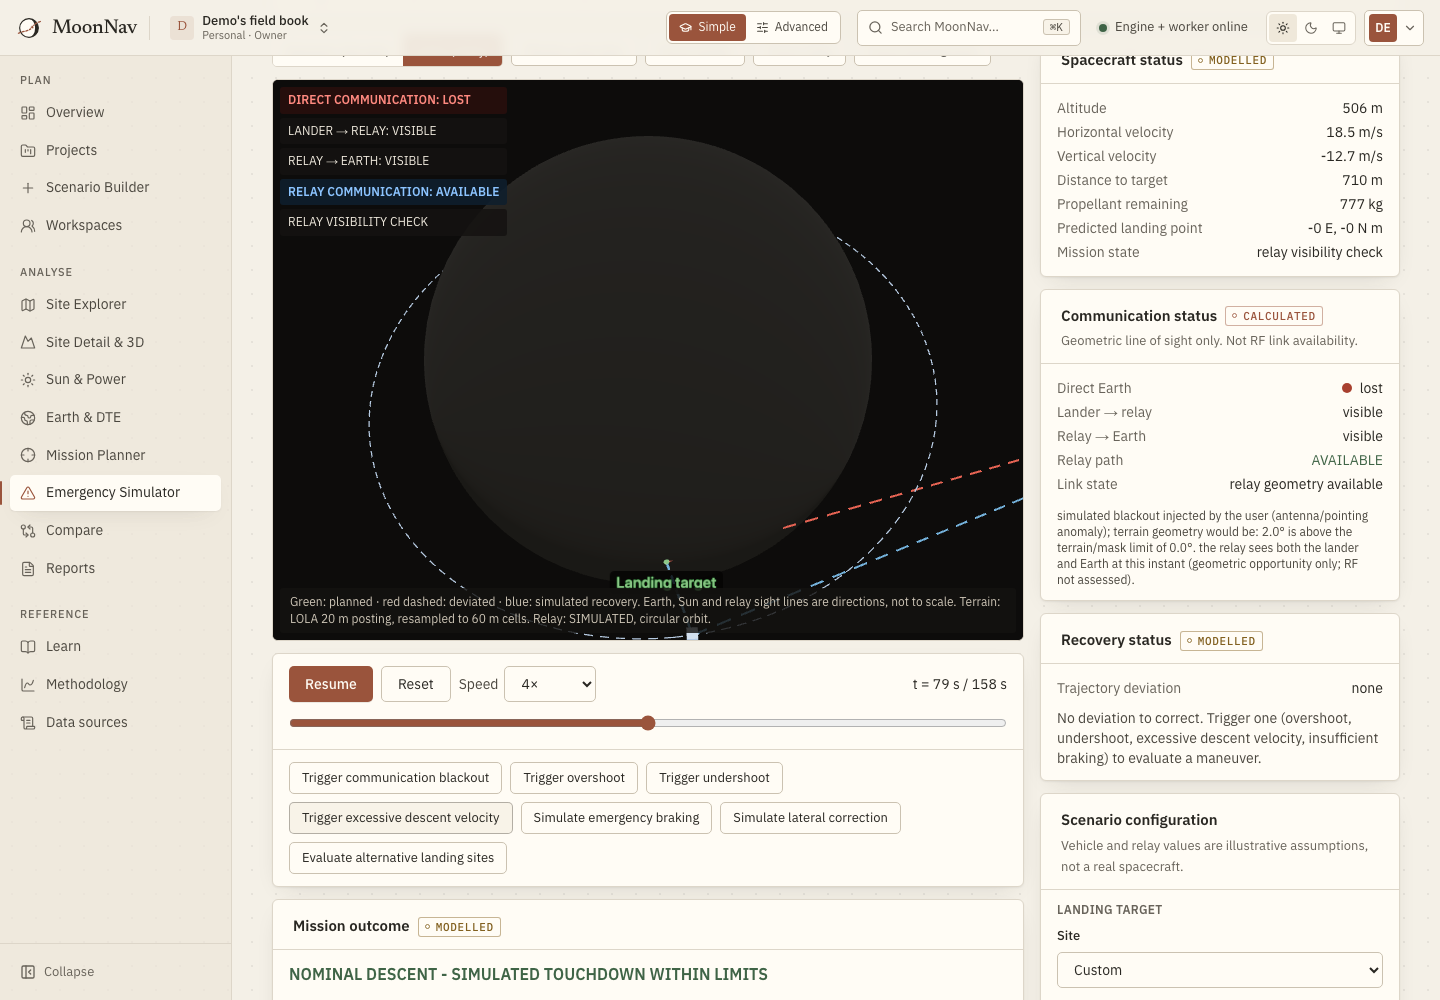 MoonNav
D
Demo's field book
Personal · Owner
Simple
Advanced
Search MoonNav...
⌘K
Engine + worker online
DE
PLAN
Overview
Projects
Scenario Builder
Workspaces
ANALYSE
Site Explorer
Site Detail & 3D
Sun & Power
Earth & DTE
Mission Planner
Emergency Simulator
Compare
Reports
REFERENCE
Learn
Methodology
Data sources
Collapse
DIRECT COMMUNICATION: LOST
LANDER → RELAY: VISIBLE
RELAY → EARTH: VISIBLE
RELAY COMMUNICATION: AVAILABLE
RELAY VISIBILITY CHECK
Landing target
Green: planned · red dashed: deviated · blue: simulated recovery. Earth, Sun and relay sight lines are directions, not to scale. Terrain:
LOLA 20 m posting, resampled to 60 m cells. Relay: SIMULATED, circular orbit.
Resume
Reset
Speed
4×
t = 79 s / 158 s
Trigger communication blackout
Trigger overshoot
Trigger undershoot
Trigger excessive descent velocity
Simulate emergency braking
Simulate lateral correction
Evaluate alternative landing sites
Mission outcome
MODELLED
NOMINAL DESCENT - SIMULATED TOUCHDOWN WITHIN LIMITS
Spacecraft status
MODELLED
Altitude 506 m
Horizontal velocity 18.5 m/s
Vertical velocity -12.7 m/s
Distance to target 710 m
Propellant remaining 777 kg
Predicted landing point -0 E, -0 N m
Mission state relay visibility check
Communication status
CALCULATED
Geometric line of sight only. Not RF link availability.
Direct Earth lost
Lander → relay visible
Relay → Earth visible
Relay path AVAILABLE
Link state relay geometry available
simulated blackout injected by the user (antenna/pointing
anomaly); terrain geometry would be: 2.0° is above the
terrain/mask limit of 0.0°. the relay sees both the lander
and Earth at this instant (geometric opportunity only; RF
not assessed).
Recovery status
MODELLED
Trajectory deviation none
No deviation to correct. Trigger one (overshoot,
undershoot, excessive descent velocity, insufficient
braking) to evaluate a maneuver.
Scenario configuration
Vehicle and relay values are illustrative assumptions,
not a real spacecraft.
LANDING TARGET
Site
Custom